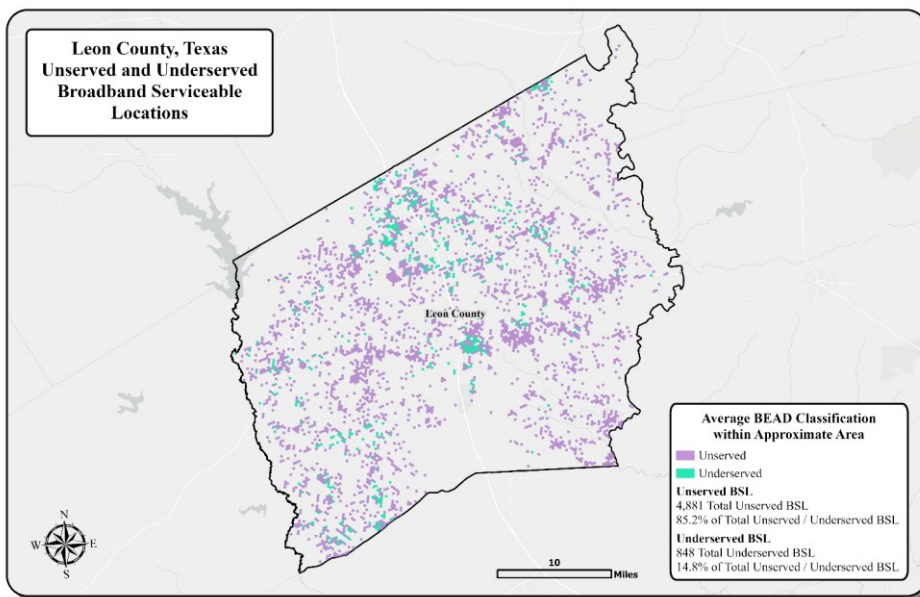 Leon County, Texas
Unserved and Underserved
Broadband Serviceable
Locations
Leon County
Average BEAD Classification
within Approximate Area
Unserved
Underserved
Unserved BSL
4,881 Total Unserved BSL
85.2% of Total Unserved / Underserved BSL
Underserved BSL
848 Total Underserved BSL
14.8% of Total Unserved / Underserved BSL
N
W
E
S
10
Miles